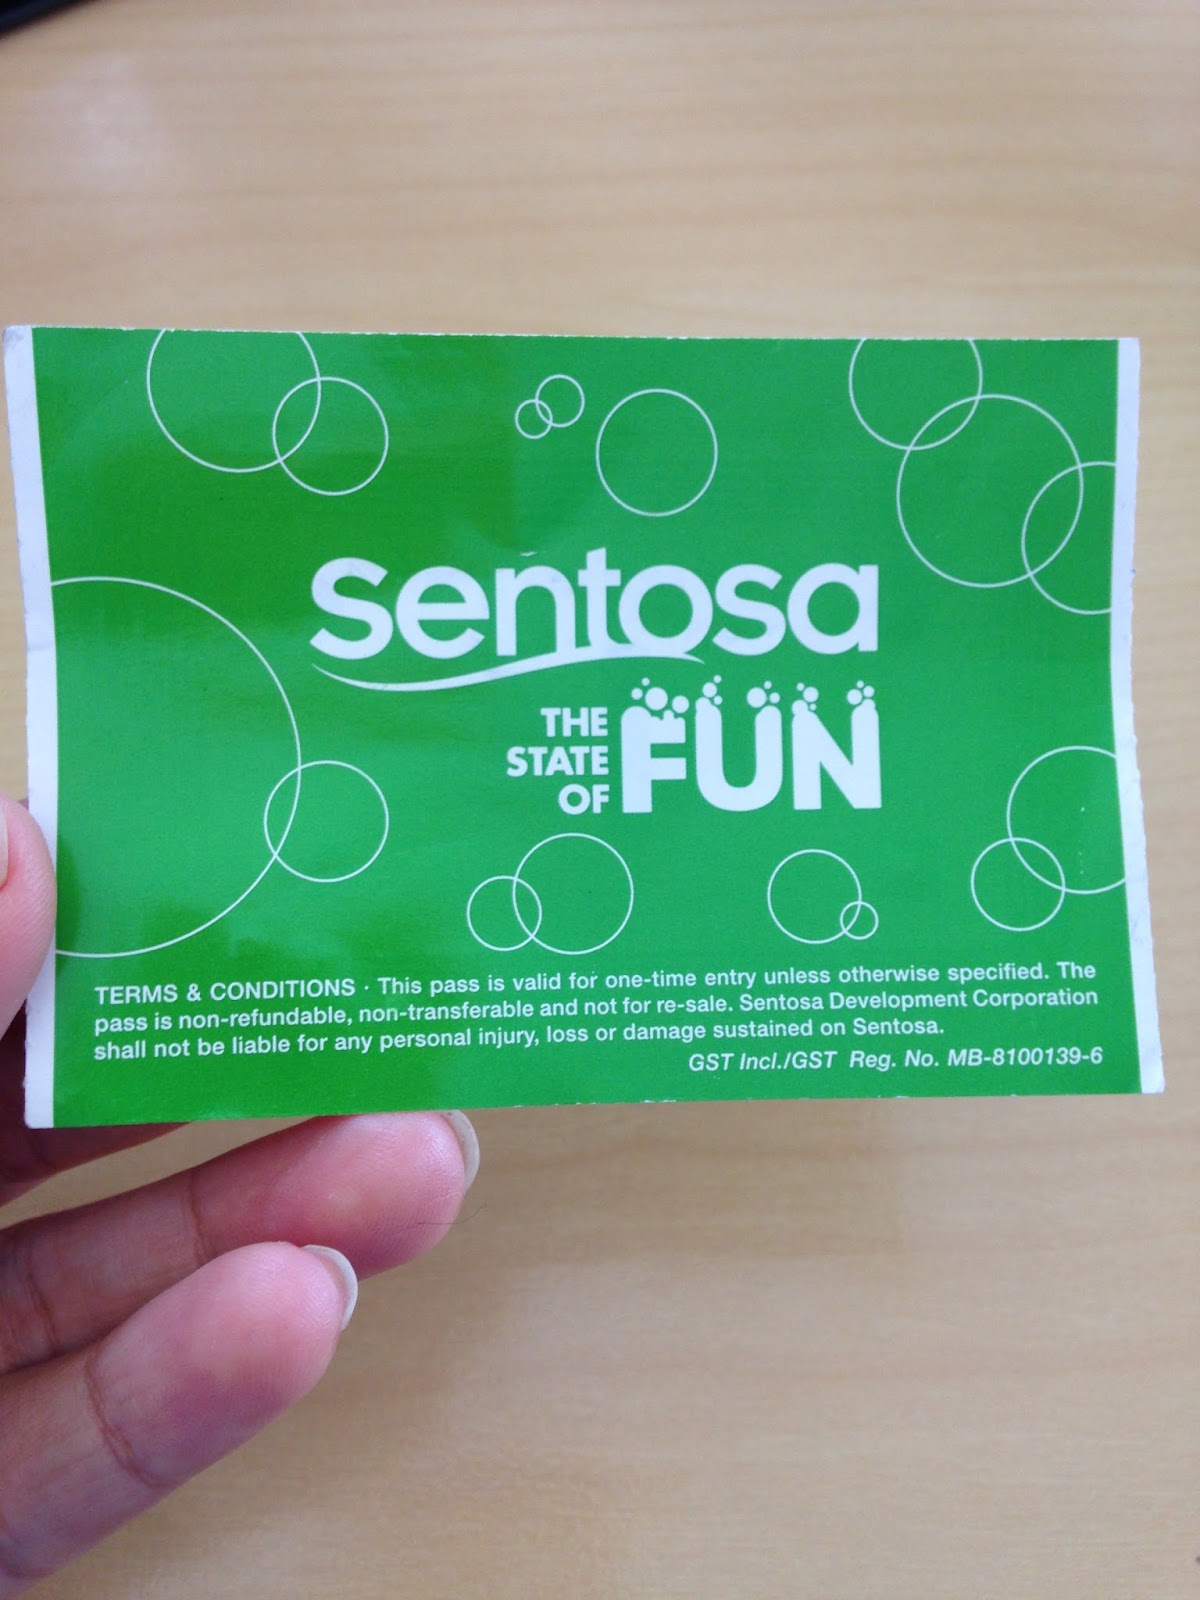 sentosa
THE
STATE
OF
FUN
TERMS & CONDITIONS · This pass is valid for one-time entry unless otherwise specified. The
pass is non-refundable, non-transferable and not for re-sale. Sentosa Development Corporation
shall not be liable for any personal injury, loss or damage sustained on Sentosa.
GST Incl./GST Reg. No. MB-8100139-6